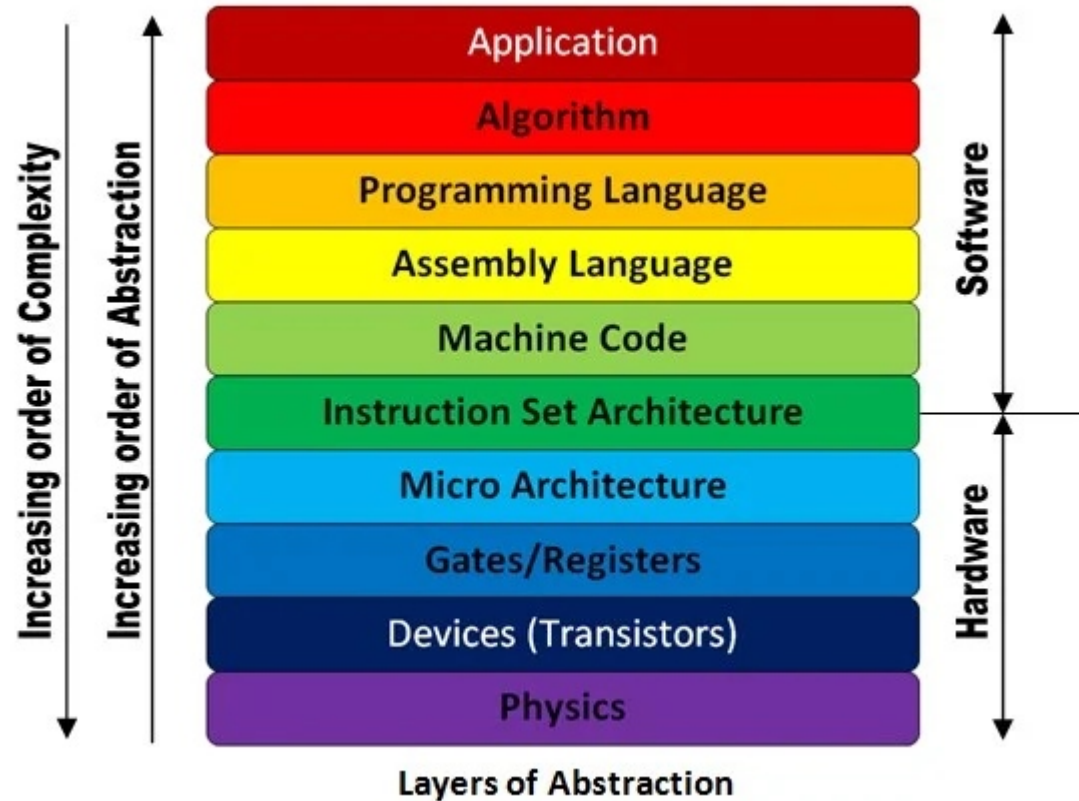 Increasing order of Complexity
Increasing order of Abstraction
Application
Algorithm
Programming Language
Assembly Language
Machine Code
Instruction Set Architecture
Micro Architecture
Gates/Registers
Devices (Transistors)
Physics
Software
Hardware
Layers of Abstraction